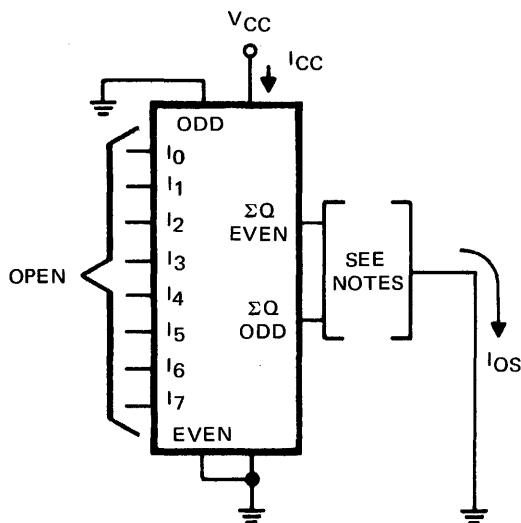 VCC
ICC
ODD
I0
I1
I2
I3
I4
I5
I6
I7
OPEN
ΣQ
EVEN
ΣQ
ODD
SEE
NOTES
IOS
EVEN